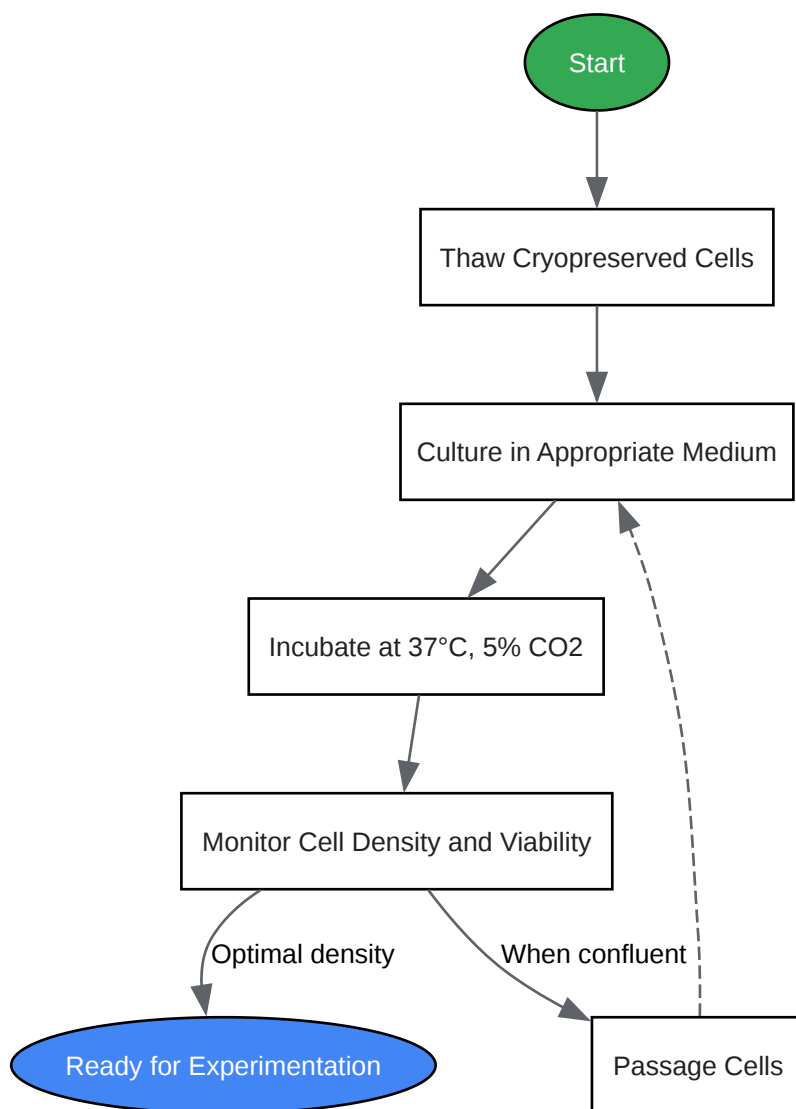 Start
Thaw Cryopreserved Cells
Culture in Appropriate Medium
Incubate at 37°C, 5% CO2
Monitor Cell Density and Viability
Optimal density
When confluent
Ready for Experimentation
Passage Cells